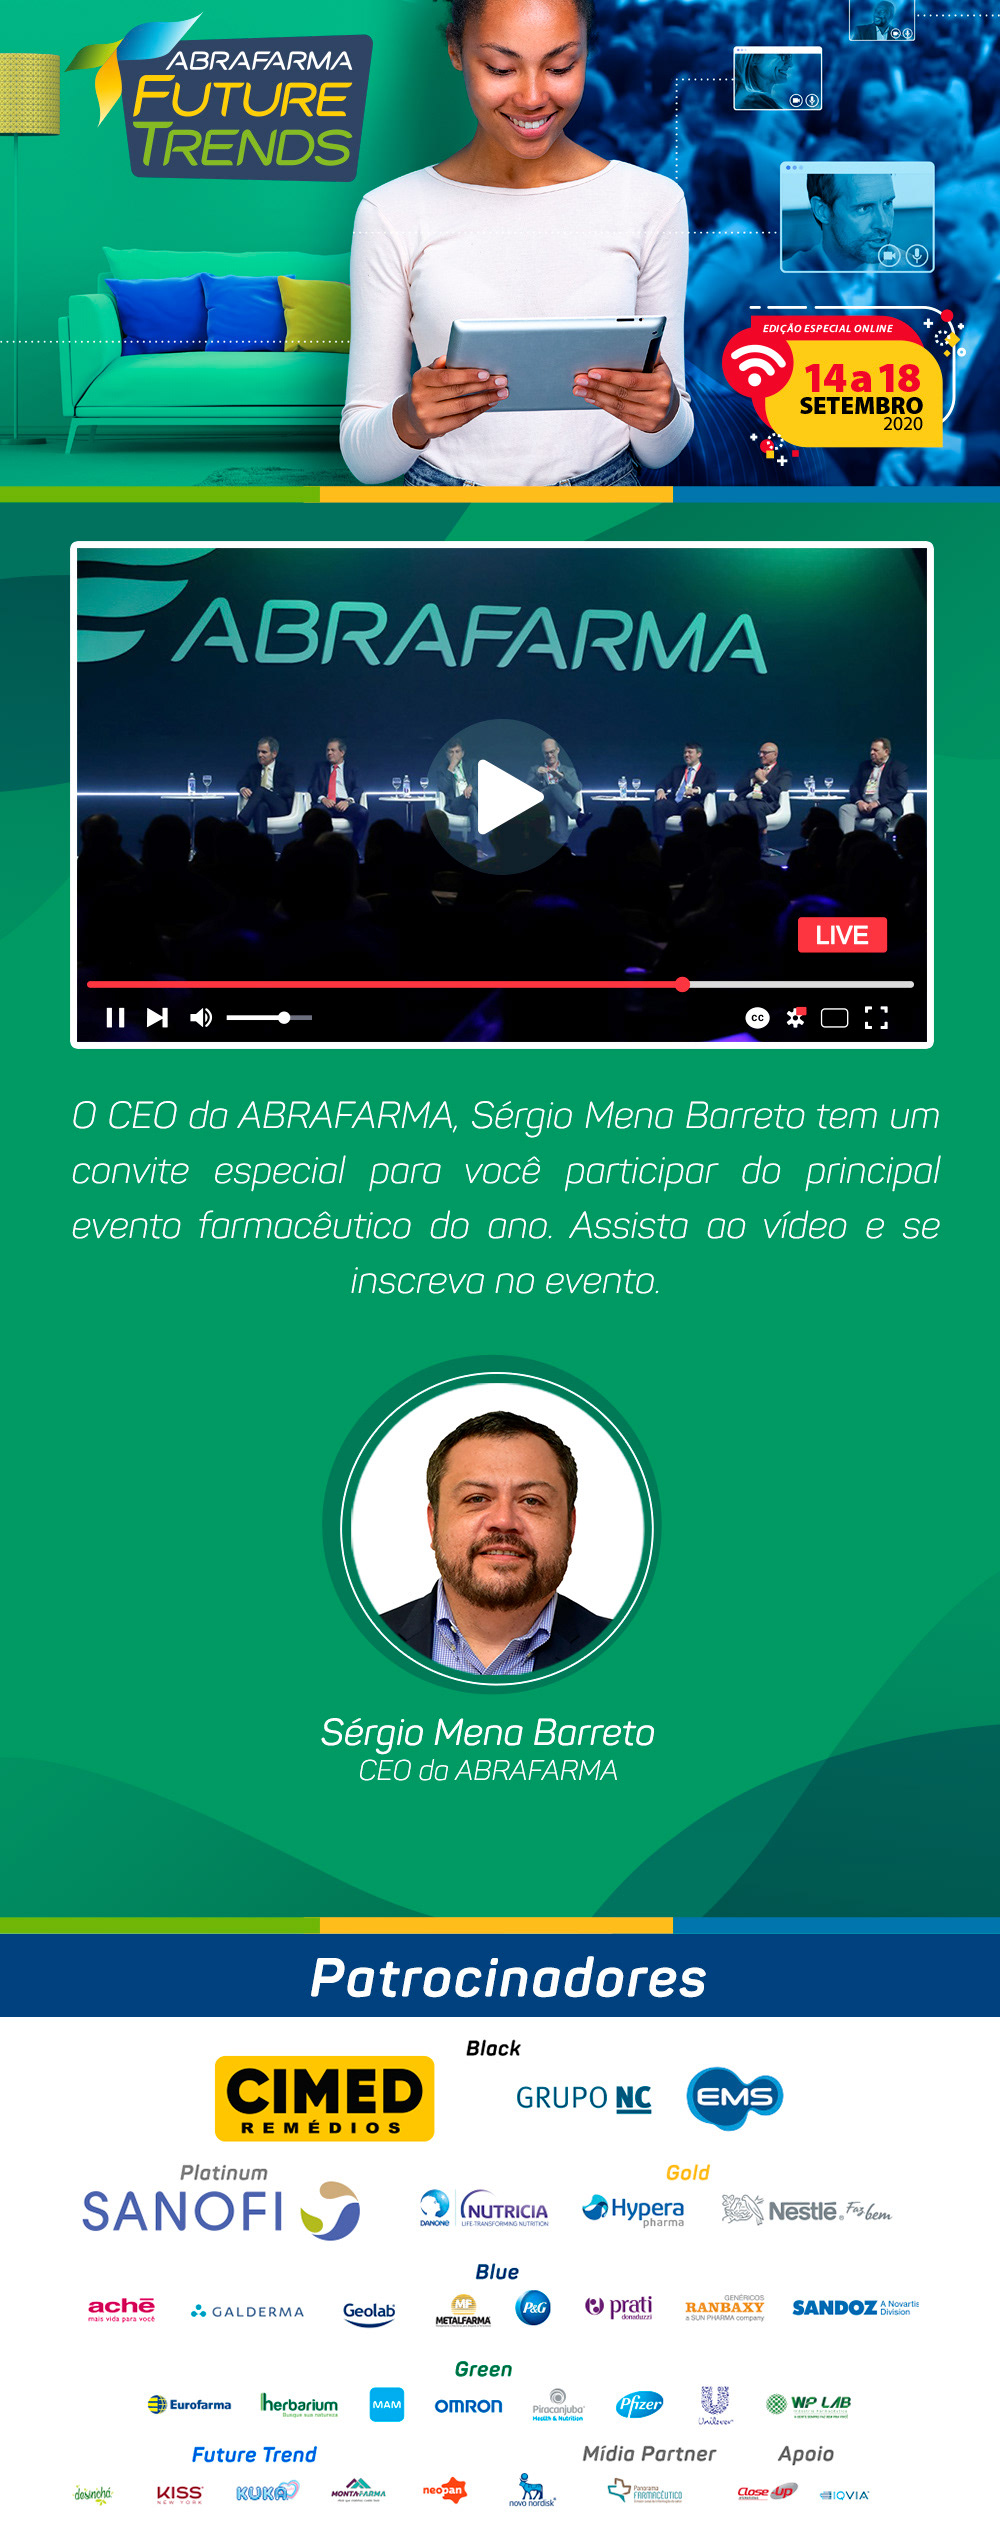 ABRAFARMA
FUTURE
TRENDS
EDIÇÃO ESPECIAL ONLINE
14 a 18
SETEMBRO
2020
ABRAFARMA
LIVE
CC
O CEO da ABRAFARMA, Sérgio Mena Barreto tem um
convite especial para você participar do principal
evento farmacêutico do ano. Assista ao vídeo e se
inscreva no evento.
Sérgio Mena Barreto
CEO da ABRAFARMA
Patrocinadores
Black
CIMED
REMÉDIOS
GRUPO NC
EMS
Platinum
Gold
SANOFI
DANONE
NUTRICIA
LIFE-TRANSFORMING NUTRITION
Hypera
pharma
Nestlé® Faz bem
Blue
achē
mais vida para você
GALDERMA
Geolab
MF
METALFARMA
P&G
prati
donaduzzi
GENÉRICOS
RANBAXY
a SUN PHARMA company
SANDOZ A Novartis
Division
Green
Eurofarma
herbarium
Busque sua natureza
MAM
OMRON
Piracanjuba
Health & Nutrition
Pfizer
Unilever
WP LAB
Future Trend
Mídia Partner
Apoio
desinchá
KISS
NEW YORK
KUKA
MONTAFARMA
neopan
novo nordisk
Panorama
FARMACÊUTICO
Close-Up
IQVIA